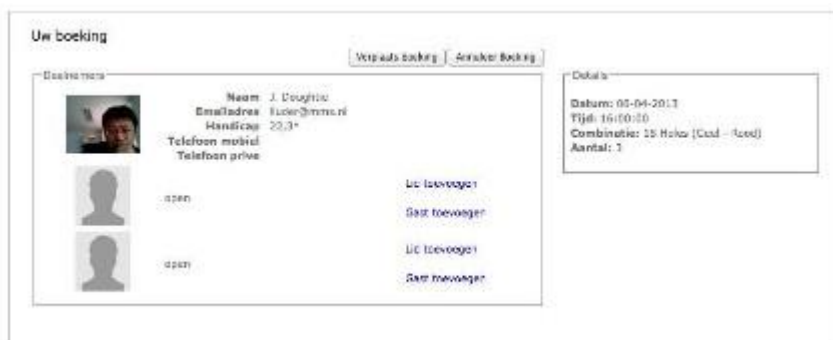 Uw boeking
Verplaats Boeking Annuleer Boeking
Deelnemers
Naam J. Doughtie
Emailadres
Handicap 22,3*
Telefoon mobiel
Telefoon prive
open
Lid toevoegen
Gast toevoegen
open
Lid toevoegen
Gast toevoegen
Details
Datum: 06-04-2013
Tijd: 16:00:00
Combinatie: 18 Holes (Geel - Rood)
Aantal: 3